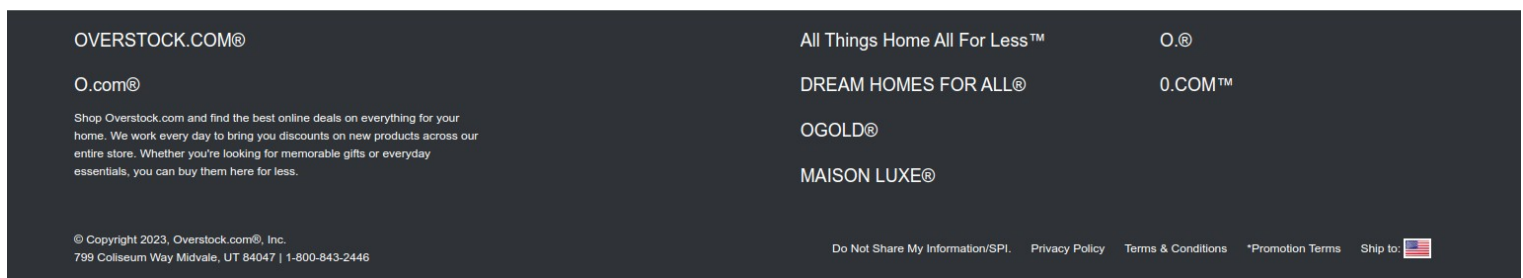 OVERSTOCK.COM®
O.com®
Shop Overstock.com and find the best online deals on everything for your
home. We work every day to bring you discounts on new products across our
entire store. Whether you're looking for memorable gifts or everyday
essentials, you can buy them here for less.
All Things Home All For Less™
DREAM HOMES FOR ALL®
OGOLD®
MAISON LUXE®
O.®
0.COM™
© Copyright 2023, Overstock.com®, Inc.
799 Coliseum Way Midvale, UT 84047 | 1-800-843-2446
Do Not Share My Information/SPI. Privacy Policy Terms & Conditions *Promotion Terms Ship to: